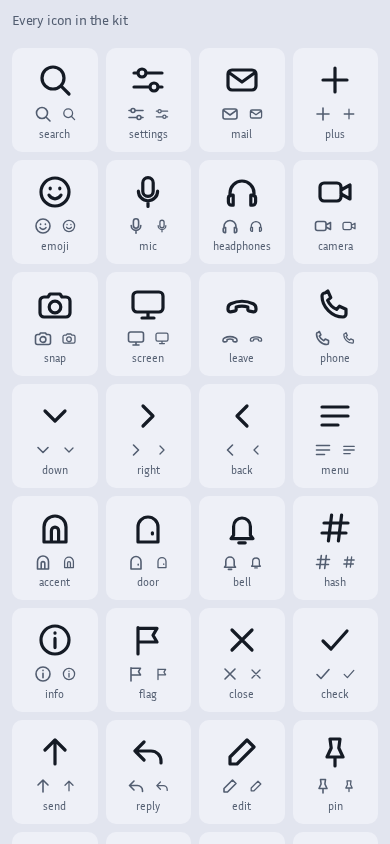 Every icon in the kit
search settings mail plus
emoji mic headphones camera
snap screen leave phone
down right back menu
accent door bell hash
info flag close check
send reply edit pin